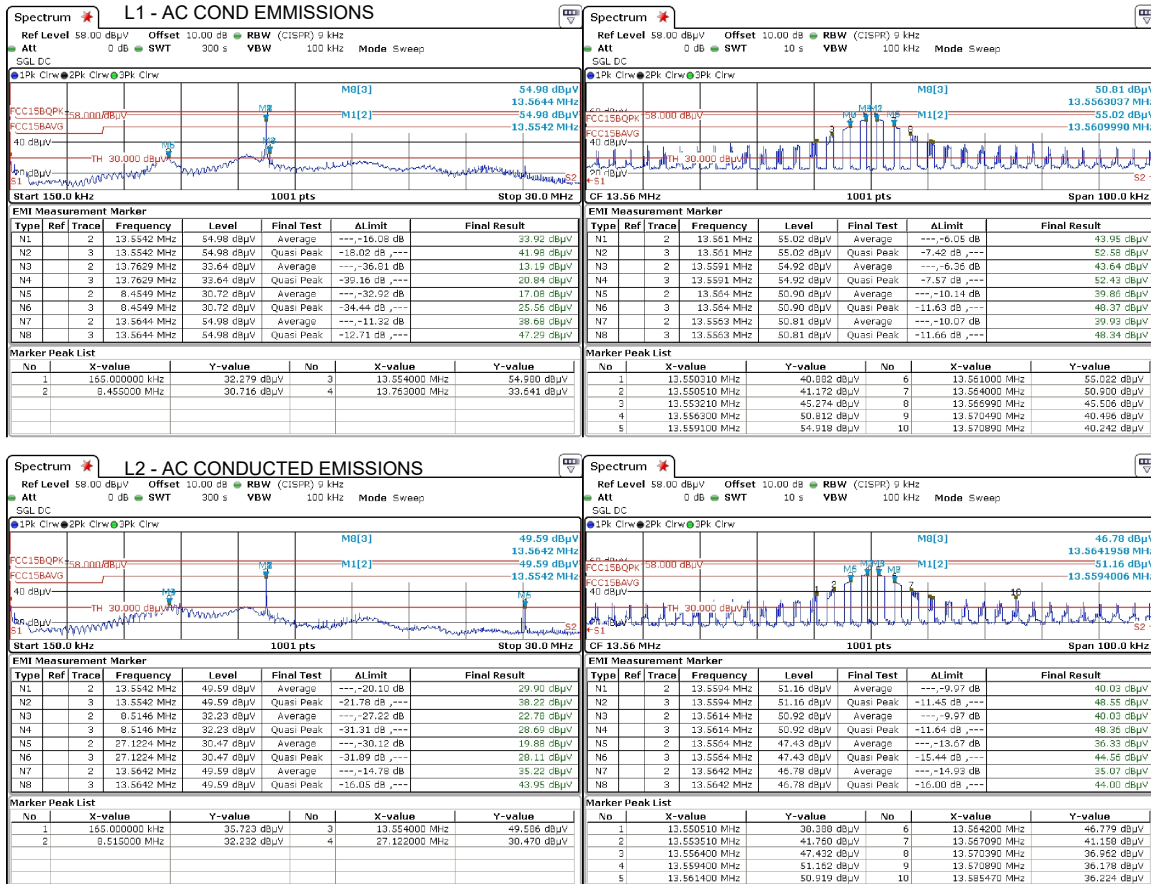 L1 - AC COND EMMISSIONS
Spectrum
Ref Level 58.00 dBµV Offset 10.00 dB RBW (CISPR) 9 kHz
Att 0 dB SWT 300 s VBW 100 kHz Mode Sweep
SGL DC
1Pk Clrw 2Pk Clrw 3Pk Clrw
M8[3] 54.98 dBµV
13.5644 MHz
M1[2] 54.98 dBµV
13.5542 MHz
FCC15BQPK 58.000 dBµV
FCC15BAVG
40 dBµV
TH 30.000 dBµV
S1 S2
Start 150.0 kHz 1001 pts Stop 30.0 MHz
EMI Measurement Marker
Type Ref Trace Frequency Level Final Test ΔLimit Final Result
N1 2 13.5542 MHz 54.98 dBµV Average ---,-16.08 dB 33.92 dBµV
N2 3 13.5542 MHz 54.98 dBµV Quasi Peak -18.02 dB ,--- 41.98 dBµV
N3 2 13.7629 MHz 33.64 dBµV Average ---,-36.81 dB 13.19 dBµV
N4 3 13.7629 MHz 33.64 dBµV Quasi Peak -39.16 dB ,--- 20.84 dBµV
N5 2 8.4549 MHz 30.72 dBµV Average ---,-32.92 dB 17.08 dBµV
N6 3 8.4549 MHz 30.72 dBµV Quasi Peak -34.44 dB ,--- 25.56 dBµV
N7 2 13.5644 MHz 54.98 dBµV Average ---,-11.32 dB 38.68 dBµV
N8 3 13.5644 MHz 54.98 dBµV Quasi Peak -12.71 dB ,--- 47.29 dBµV
Marker Peak List
No X-value Y-value No X-value Y-value
1 165.000000 kHz 32.279 dBµV 3 13.554000 MHz 54.980 dBµV
2 8.455000 MHz 30.716 dBµV 4 13.763000 MHz 33.641 dBµV
Spectrum
Ref Level 58.00 dBµV Offset 10.00 dB RBW (CISPR) 9 kHz
Att 0 dB SWT 10 s VBW 100 kHz Mode Sweep
SGL DC
1Pk Clrw 2Pk Clrw 3Pk Clrw
M8[3] 50.81 dBµV
13.5563037 MHz
M1[2] 55.02 dBµV
13.5609990 MHz
FCC15BQPK 58.000 dBµV
FCC15BAVG
40 dBµV
TH 30.000 dBµV
S1 S2
CF 13.56 MHz 1001 pts Span 100.0 kHz
EMI Measurement Marker
Type Ref Trace Frequency Level Final Test ΔLimit Final Result
N1 2 13.561 MHz 55.02 dBµV Average ---,-6.05 dB 43.95 dBµV
N2 3 13.561 MHz 55.02 dBµV Quasi Peak -7.42 dB ,--- 52.58 dBµV
N3 2 13.5591 MHz 54.92 dBµV Average ---,-6.36 dB 43.64 dBµV
N4 3 13.5591 MHz 54.92 dBµV Quasi Peak -7.57 dB ,--- 52.43 dBµV
N5 2 13.564 MHz 50.90 dBµV Average ---,-10.14 dB 39.86 dBµV
N6 3 13.564 MHz 50.90 dBµV Quasi Peak -11.63 dB ,--- 48.37 dBµV
N7 2 13.5563 MHz 50.81 dBµV Average ---,-10.07 dB 39.93 dBµV
N8 3 13.5563 MHz 50.81 dBµV Quasi Peak -11.66 dB ,--- 48.34 dBµV
Marker Peak List
No X-value Y-value No X-value Y-value
1 13.550310 MHz 40.882 dBµV 6 13.561000 MHz 55.022 dBµV
2 13.550510 MHz 41.172 dBµV 7 13.564000 MHz 50.900 dBµV
3 13.553210 MHz 45.274 dBµV 8 13.566990 MHz 45.506 dBµV
4 13.556300 MHz 50.812 dBµV 9 13.570490 MHz 40.496 dBµV
5 13.559100 MHz 54.918 dBµV 10 13.570890 MHz 40.242 dBµV
L2 - AC CONDUCTED EMISSIONS
Spectrum
Ref Level 58.00 dBµV Offset 10.00 dB RBW (CISPR) 9 kHz
Att 0 dB SWT 300 s VBW 100 kHz Mode Sweep
SGL DC
1Pk Clrw 2Pk Clrw 3Pk Clrw
M8[3] 49.59 dBµV
13.5642 MHz
M1[2] 49.59 dBµV
13.5542 MHz
FCC15BQPK 58.000 dBµV
FCC15BAVG
40 dBµV
TH 30.000 dBµV
S1 S2
Start 150.0 kHz 1001 pts Stop 30.0 MHz
EMI Measurement Marker
Type Ref Trace Frequency Level Final Test ΔLimit Final Result
N1 2 13.5542 MHz 49.59 dBµV Average ---,-20.10 dB 29.90 dBµV
N2 3 13.5542 MHz 49.59 dBµV Quasi Peak -21.78 dB ,--- 38.22 dBµV
N3 2 8.5146 MHz 32.23 dBµV Average ---,-27.22 dB 22.78 dBµV
N4 3 8.5146 MHz 32.23 dBµV Quasi Peak -31.31 dB ,--- 28.69 dBµV
N5 2 27.1224 MHz 30.47 dBµV Average ---,-30.12 dB 19.88 dBµV
N6 3 27.1224 MHz 30.47 dBµV Quasi Peak -31.89 dB ,--- 28.11 dBµV
N7 2 13.5642 MHz 49.59 dBµV Average ---,-14.78 dB 35.22 dBµV
N8 3 13.5642 MHz 49.59 dBµV Quasi Peak -16.05 dB ,--- 43.95 dBµV
Marker Peak List
No X-value Y-value No X-value Y-value
1 165.000000 kHz 35.723 dBµV 3 13.554000 MHz 49.586 dBµV
2 8.515000 MHz 32.232 dBµV 4 27.122000 MHz 30.470 dBµV
Spectrum
Ref Level 58.00 dBµV Offset 10.00 dB RBW (CISPR) 9 kHz
Att 0 dB SWT 10 s VBW 100 kHz Mode Sweep
SGL DC
1Pk Clrw 2Pk Clrw 3Pk Clrw
M8[3] 46.78 dBµV
13.5641958 MHz
M1[2] 51.16 dBµV
13.5594006 MHz
FCC15BQPK 58.000 dBµV
FCC15BAVG
40 dBµV
TH 30.000 dBµV
S1 S2
CF 13.56 MHz 1001 pts Span 100.0 kHz
EMI Measurement Marker
Type Ref Trace Frequency Level Final Test ΔLimit Final Result
N1 2 13.5594 MHz 51.16 dBµV Average ---,-9.97 dB 40.03 dBµV
N2 3 13.5594 MHz 51.16 dBµV Quasi Peak -11.45 dB ,--- 48.55 dBµV
N3 2 13.5614 MHz 50.92 dBµV Average ---,-9.97 dB 40.03 dBµV
N4 3 13.5614 MHz 50.92 dBµV Quasi Peak -11.64 dB ,--- 48.36 dBµV
N5 2 13.5564 MHz 47.43 dBµV Average ---,-13.67 dB 36.33 dBµV
N6 3 13.5564 MHz 47.43 dBµV Quasi Peak -15.44 dB ,--- 44.56 dBµV
N7 2 13.5642 MHz 46.78 dBµV Average ---,-14.93 dB 35.07 dBµV
N8 3 13.5642 MHz 46.78 dBµV Quasi Peak -16.00 dB ,--- 44.00 dBµV
Marker Peak List
No X-value Y-value No X-value Y-value
1 13.550510 MHz 38.388 dBµV 6 13.564200 MHz 46.779 dBµV
2 13.553510 MHz 41.760 dBµV 7 13.567090 MHz 41.158 dBµV
3 13.556400 MHz 47.432 dBµV 8 13.570390 MHz 36.962 dBµV
4 13.559400 MHz 51.162 dBµV 9 13.570890 MHz 36.178 dBµV
5 13.561400 MHz 50.919 dBµV 10 13.585470 MHz 36.224 dBµV